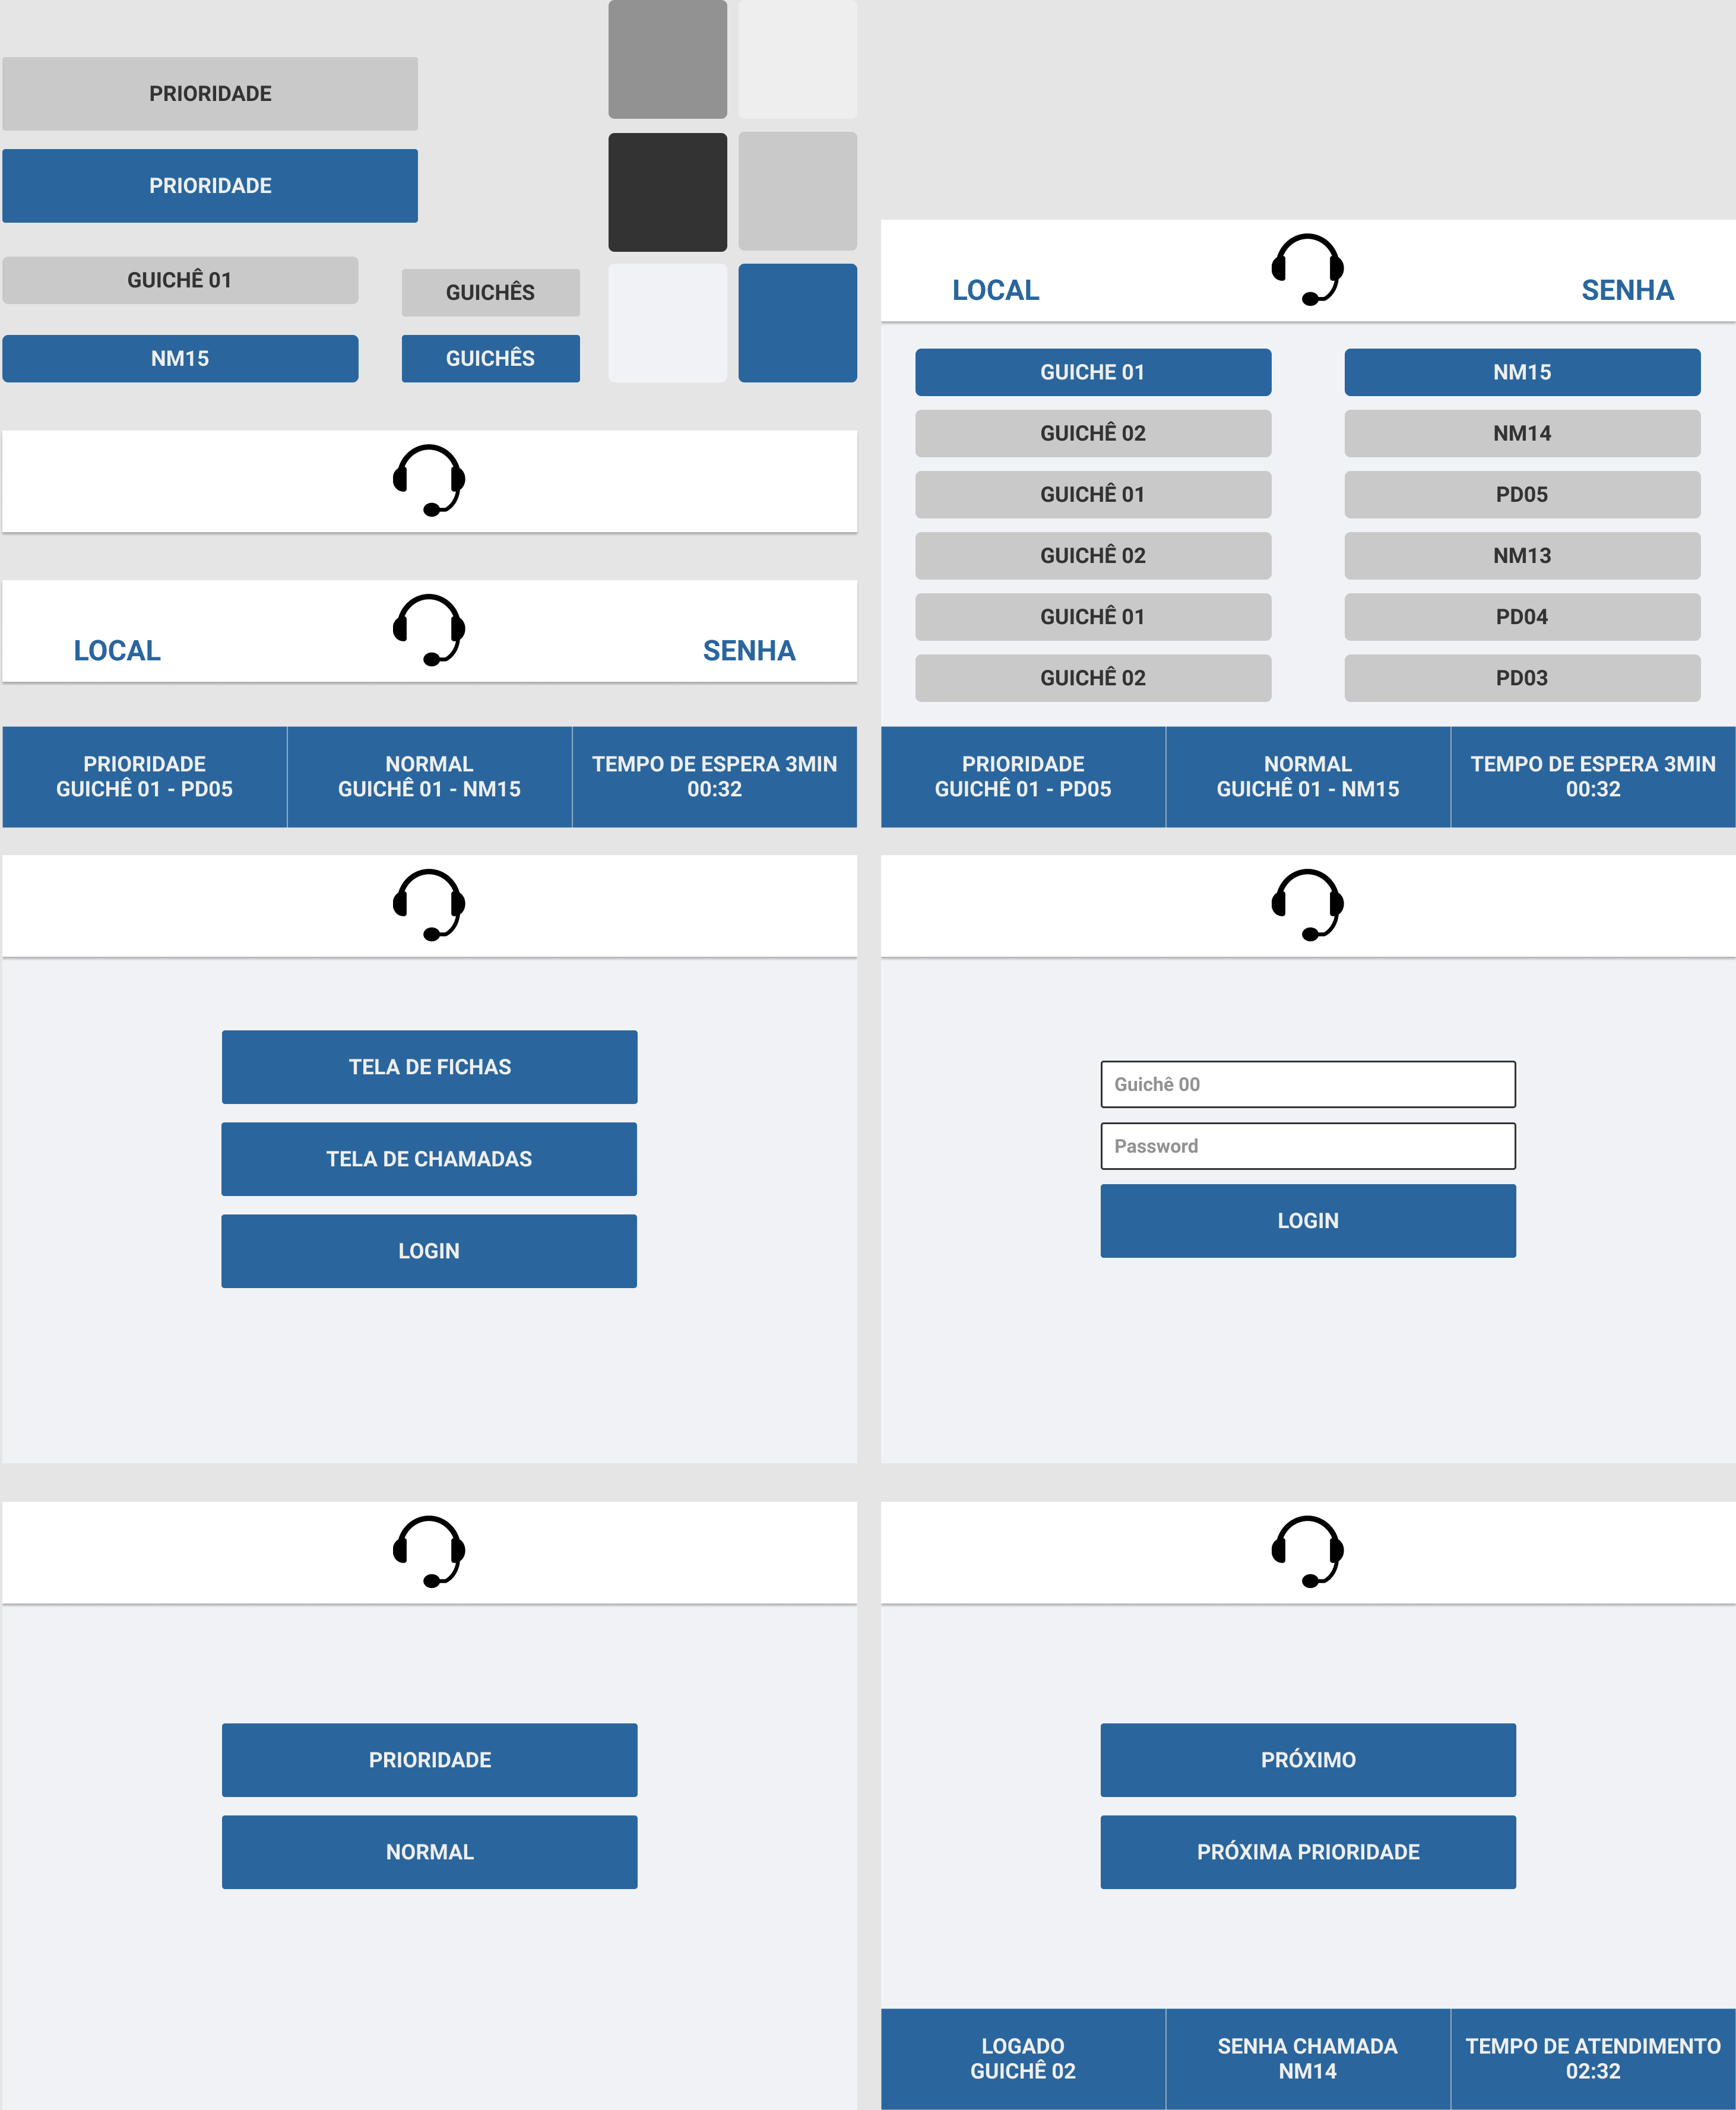 PRIORIDADE
PRIORIDADE
GUICHÊ 01
GUICHÊS
NM15
GUICHÊS
LOCAL
SENHA
PRIORIDADE
GUICHÊ 01 - PD05
NORMAL
GUICHÊ 01 - NM15
TEMPO DE ESPERA 3MIN
00:32
LOCAL
SENHA
GUICHE 01
NM15
GUICHÊ 02
NM14
GUICHÊ 01
PD05
GUICHÊ 02
NM13
GUICHÊ 01
PD04
GUICHÊ 02
PD03
PRIORIDADE
GUICHÊ 01 - PD05
NORMAL
GUICHÊ 01 - NM15
TEMPO DE ESPERA 3MIN
00:32
TELA DE FICHAS
TELA DE CHAMADAS
LOGIN
Guichê 00
Password
LOGIN
PRIORIDADE
NORMAL
PRÓXIMO
PRÓXIMA PRIORIDADE
LOGADO
GUICHÊ 02
SENHA CHAMADA
NM14
TEMPO DE ATENDIMENTO
02:32